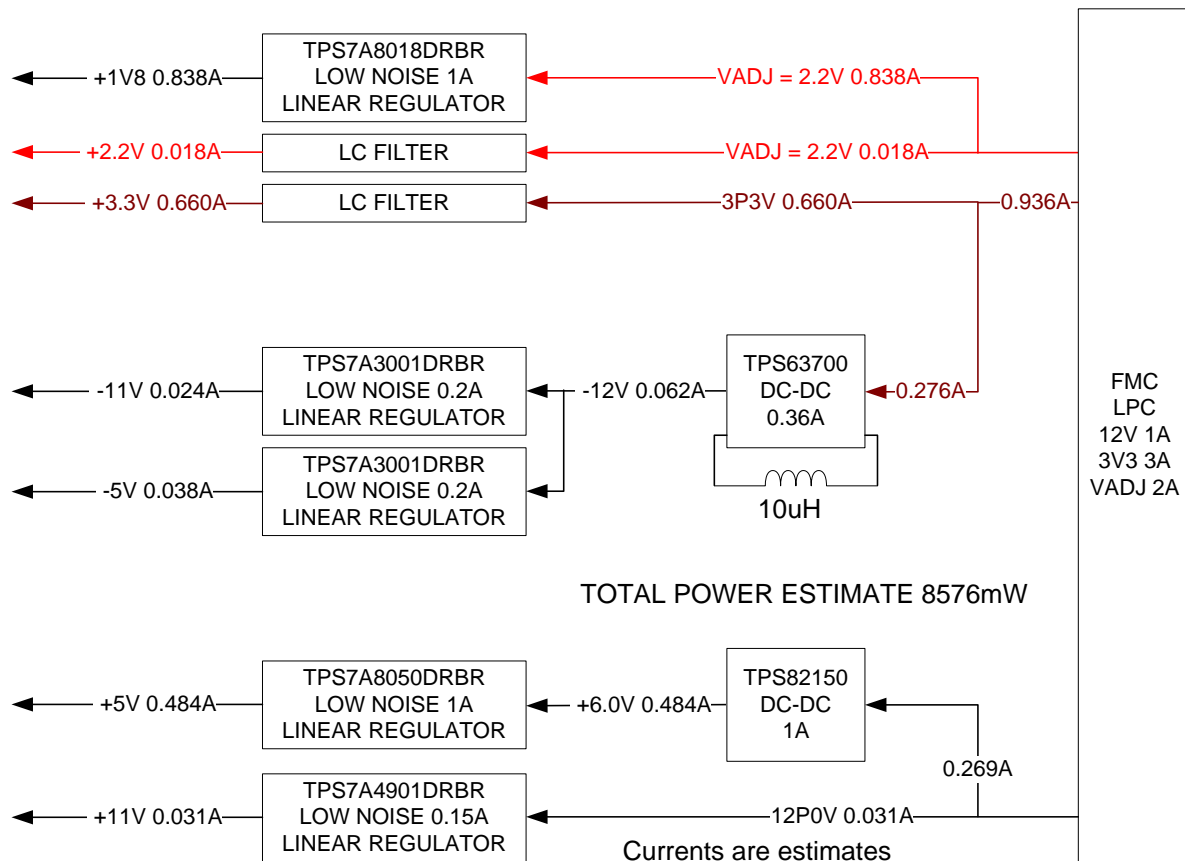 TPS7A8018DRBR
LOW NOISE 1A
LINEAR REGULATOR
+1V8 0.838A
VADJ = 2.2V 0.838A
+2.2V 0.018A
LC FILTER
VADJ = 2.2V 0.018A
+3.3V 0.660A
LC FILTER
3P3V 0.660A
0.936A
TPS7A3001DRBR
LOW NOISE 0.2A
LINEAR REGULATOR
-11V 0.024A
-12V 0.062A
TPS63700
DC-DC
0.36A
0.276A
FMC
LPC
12V 1A
3V3 3A
VADJ 2A
TPS7A3001DRBR
LOW NOISE 0.2A
LINEAR REGULATOR
-5V 0.038A
10uH
TOTAL POWER ESTIMATE 8576mW
TPS7A8050DRBR
LOW NOISE 1A
LINEAR REGULATOR
+5V 0.484A
+6.0V 0.484A
TPS82150
DC-DC
1A
0.269A
TPS7A4901DRBR
LOW NOISE 0.15A
LINEAR REGULATOR
+11V 0.031A
12P0V 0.031A
Currents are estimates